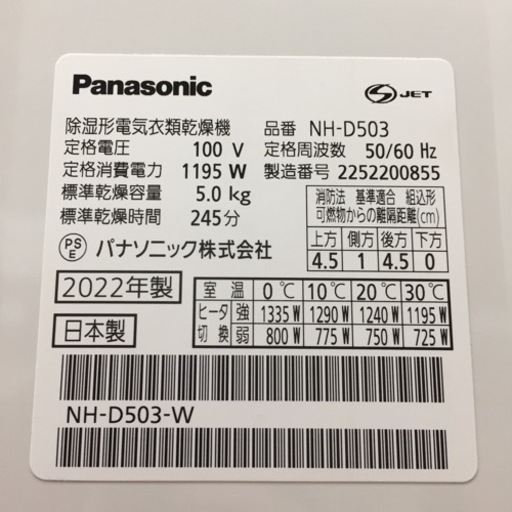 Panasonic
S JET
除湿形電気衣類乾燥機 品番 NH-D503
定格電圧 100 V 定格周波数 50/60 Hz
定格消費電力 1195 W 製造番号 2252200855
標準乾燥容量 5.0 kg
標準乾燥時間 245分
消防法 基準適合 組込形
可燃物からの離隔距離(cm)
上方 側方 後方 下方
4.5 1 4.5 0
PS
E
パナソニック株式会社
2022年製
日本製
室温 0℃ 10℃ 20℃ 30℃
ヒータ 強 1335 W 1290 W 1240 W 1195 W
切換 弱 800 W 775 W 750 W 725 W
NH-D503-W